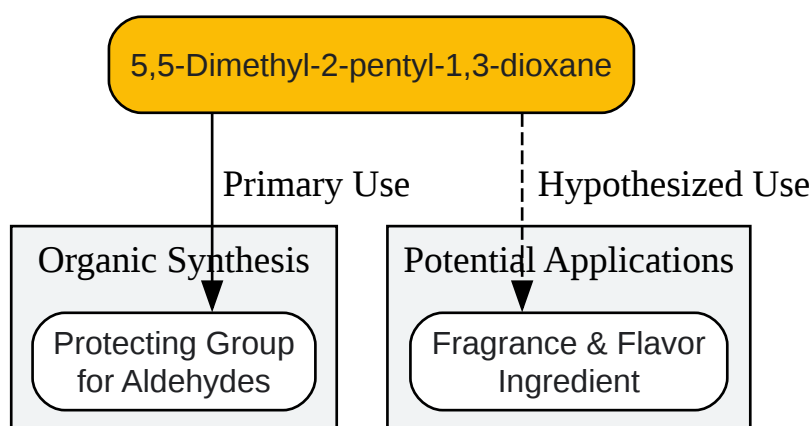 5,5-Dimethyl-2-pentyl-1,3-dioxane
Primary Use
Hypothesized Use
Organic Synthesis
Potential Applications
Protecting Group
for Aldehydes
Fragrance & Flavor
Ingredient